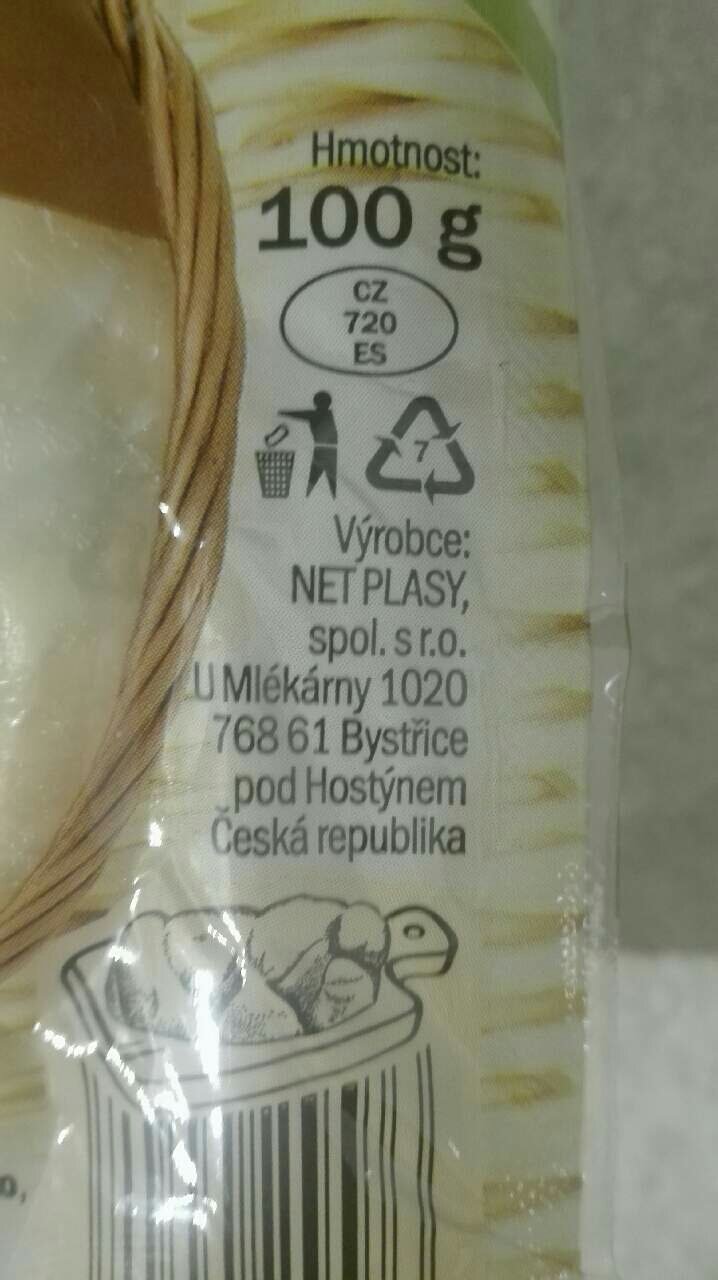 Hmotnost:
100 g
CZ
720
ES
7
Výrobce:
NET PLASY,
spol. s r.o.
U Mlékárny 1020
768 61 Bystřice
pod Hostýnem
Česká republika